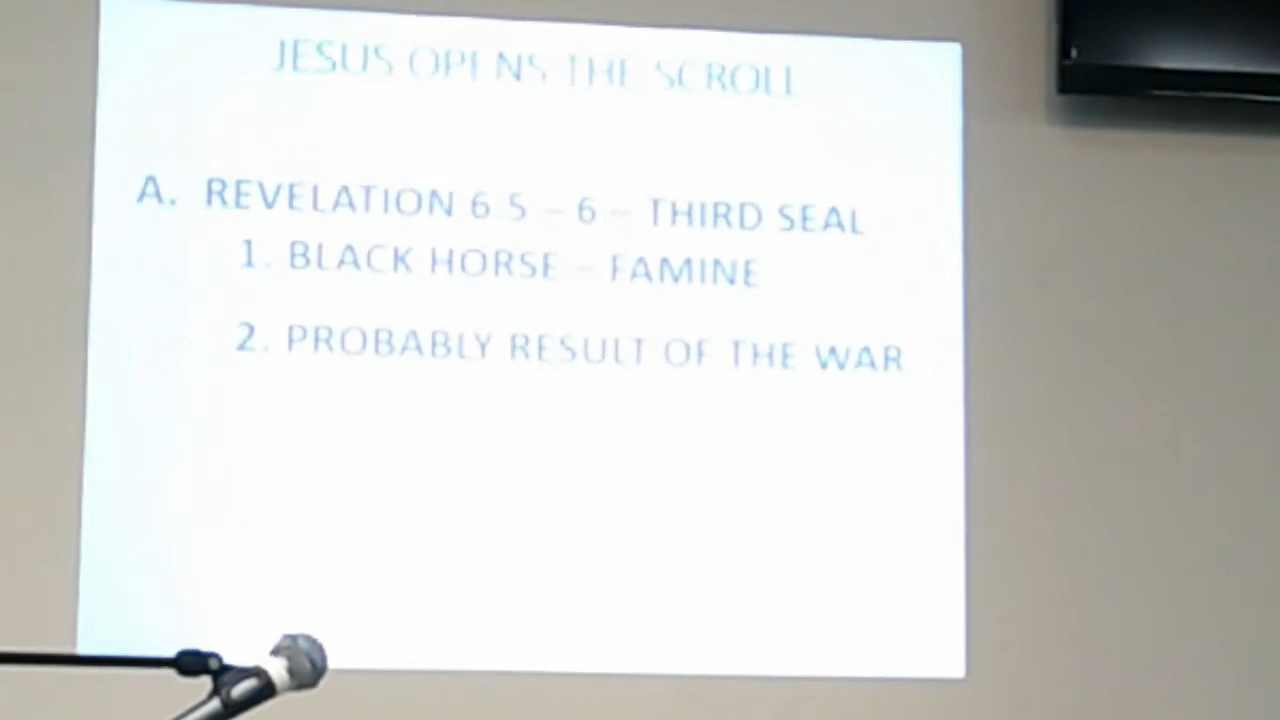 JESUS OPENS THE SCROLL
A. REVELATION 6:5 – 6 – THIRD SEAL
1. BLACK HORSE – FAMINE
2. PROBABLY RESULT OF THE WAR